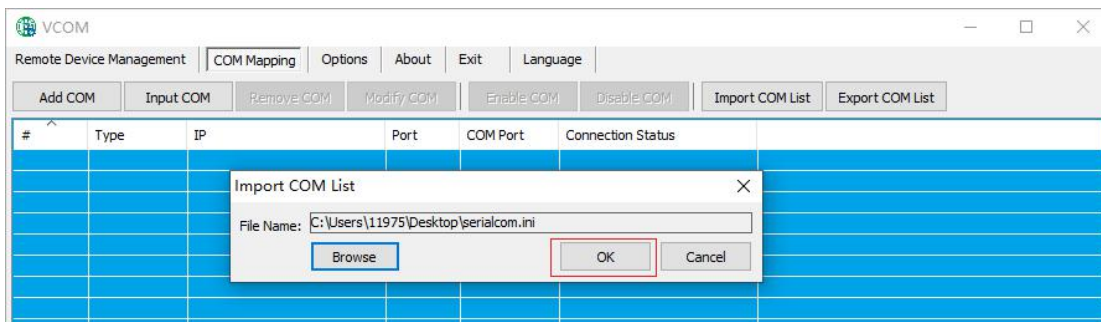 VCOM
Remote Device Management COM Mapping Options About Exit Language
Add COM Input COM Remove COM Modify COM Enable COM Disable COM Import COM List Export COM List
# Type IP Port COM Port Connection Status
Import COM List
File Name: C:\Users\11975\Desktop\serialcom.ini
Browse OK Cancel